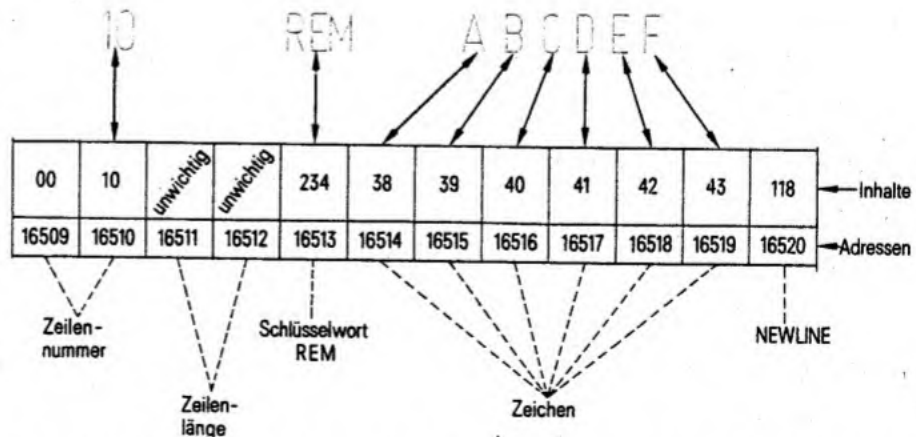 10 REM A B C D E F
00 10 unwichtig unwichtig 234 38 39 40 41 42 43 118 Inhalte
16509 16510 16511 16512 16513 16514 16515 16516 16517 16518 16519 16520 Adressen
Zeilen-
nummer
Schlüsselwort
REM
NEWLINE
Zeilen-
länge
Zeichen